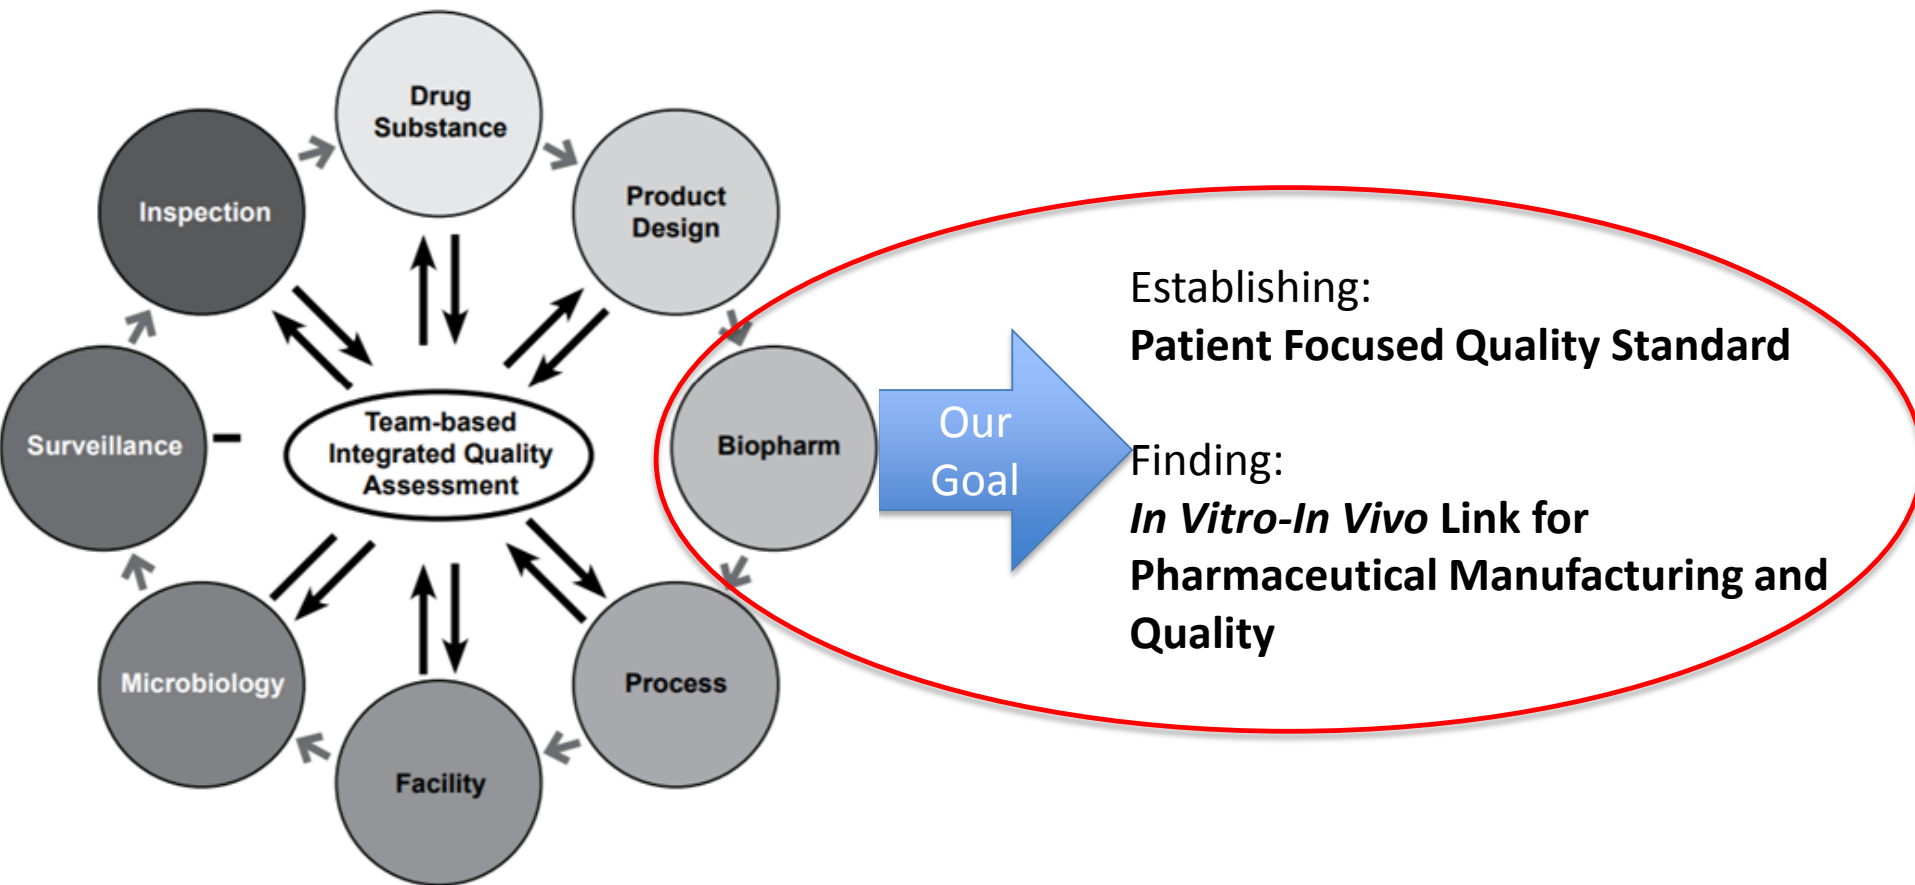 Drug
Substance
Product
Design
Biopharm
Process
Facility
Microbiology
Surveillance
Inspection
Team-based
Integrated Quality
Assessment
Our
Goal
Establishing:
Patient Focused Quality Standard
Finding:
In Vitro-In Vivo Link for
Pharmaceutical Manufacturing and
Quality